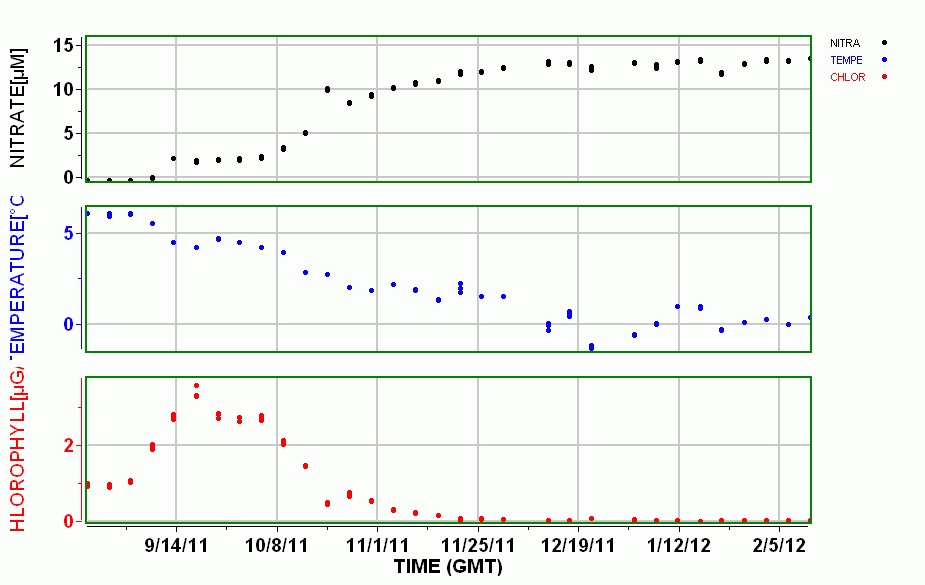 NITRATE[µM]
15
10
5
0
NITRA
TEMPE
CHLOR
TEMPERATURE[°C
5
0
HLOROPHYLL[µG/
2
0
9/14/11 10/8/11 11/1/11 11/25/11 12/19/11 1/12/12 2/5/12
TIME (GMT)